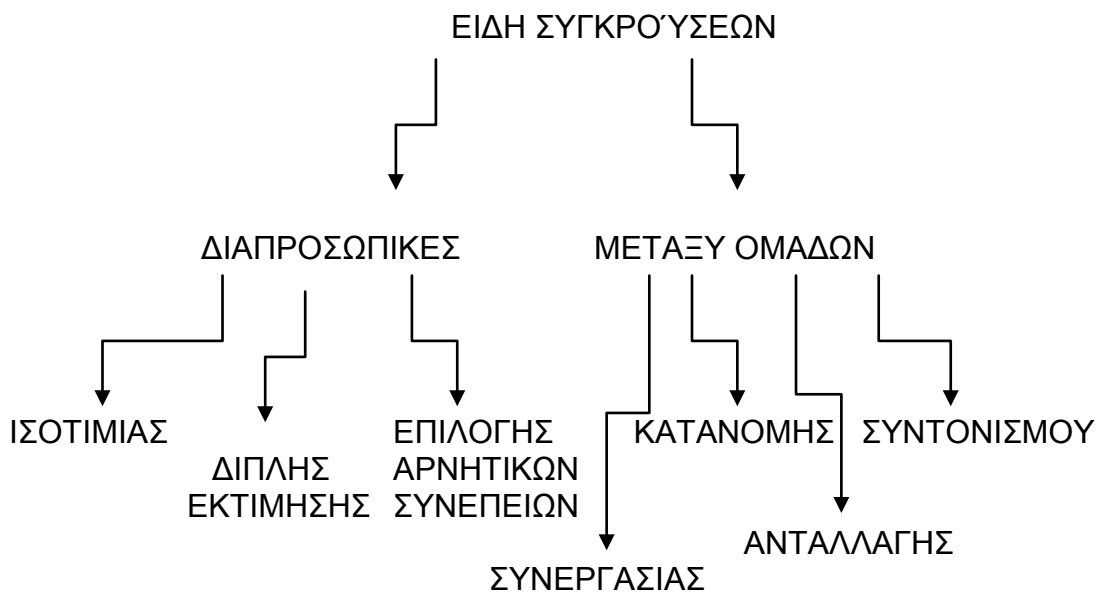 ΕΙΔΗ ΣΥΓΚΡΟΎΣΕΩΝ
ΔΙΑΠΡΟΣΩΠΙΚΕΣ
ΜΕΤΑΞΥ ΟΜΑΔΩΝ
ΙΣΟΤΙΜΙΑΣ
ΔΙΠΛΗΣ
ΕΚΤΙΜΗΣΗΣ
ΕΠΙΛΟΓΗΣ
ΑΡΝΗΤΙΚΩΝ
ΣΥΝΕΠΕΙΩΝ
ΚΑΤΑΝΟΜΗΣ
ΣΥΝΤΟΝΙΣΜΟΥ
ΑΝΤΑΛΛΑΓΗΣ
ΣΥΝΕΡΓΑΣΙΑΣ